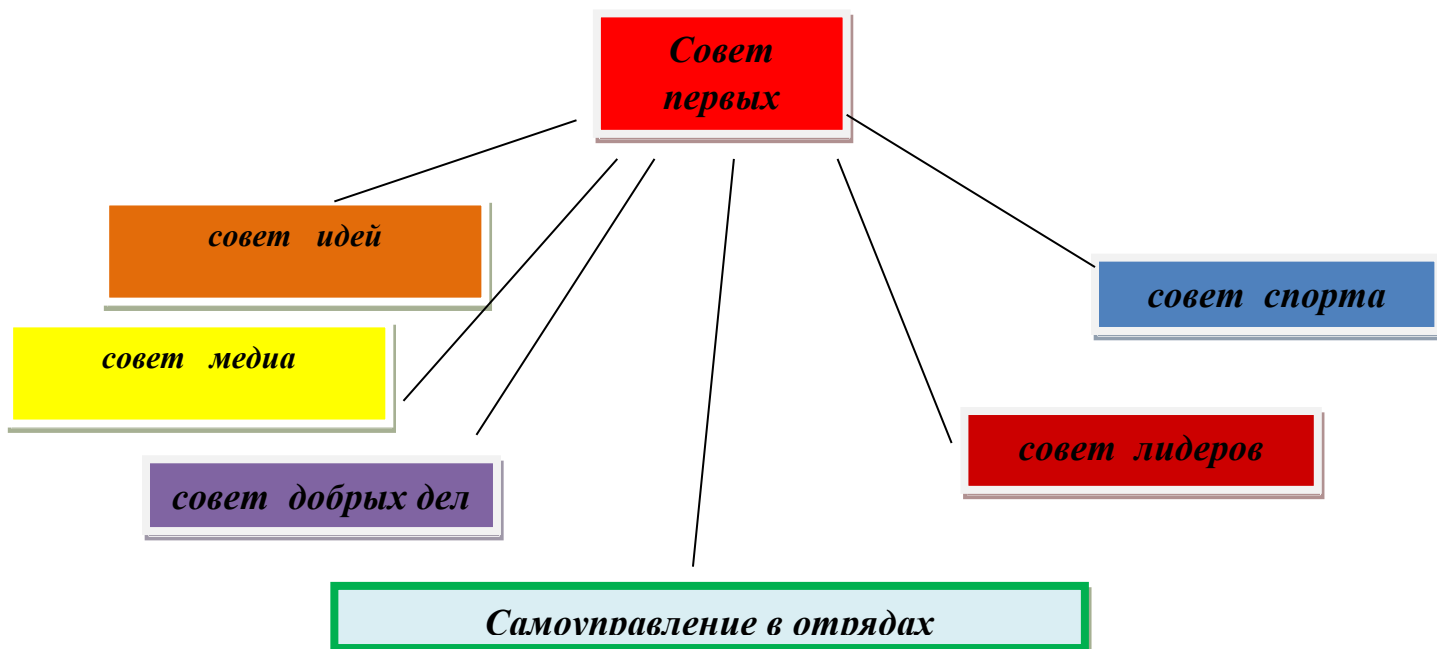 Совет
первых
совет идей
совет спорта
совет медиа
совет лидеров
совет добрых дел
Самоуправление в отрядах